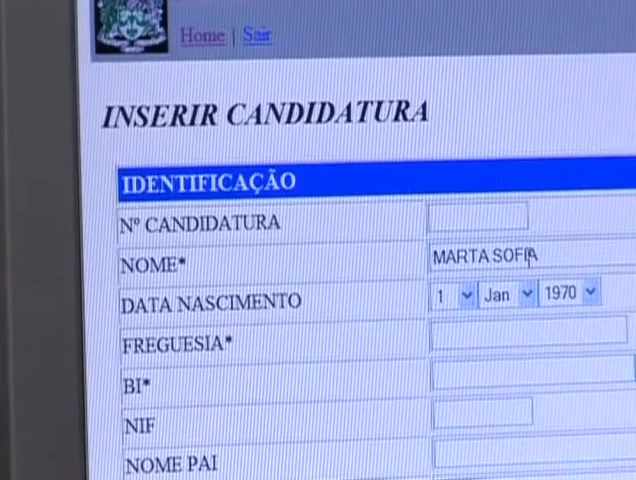 Home | Sair
INSERIR CANDIDATURA
IDENTIFICAÇÃO
Nº CANDIDATURA
NOME* MARTA SOFIA
DATA NASCIMENTO 1 Jan 1970
FREGUESIA*
BI*
NIF
NOME PAI